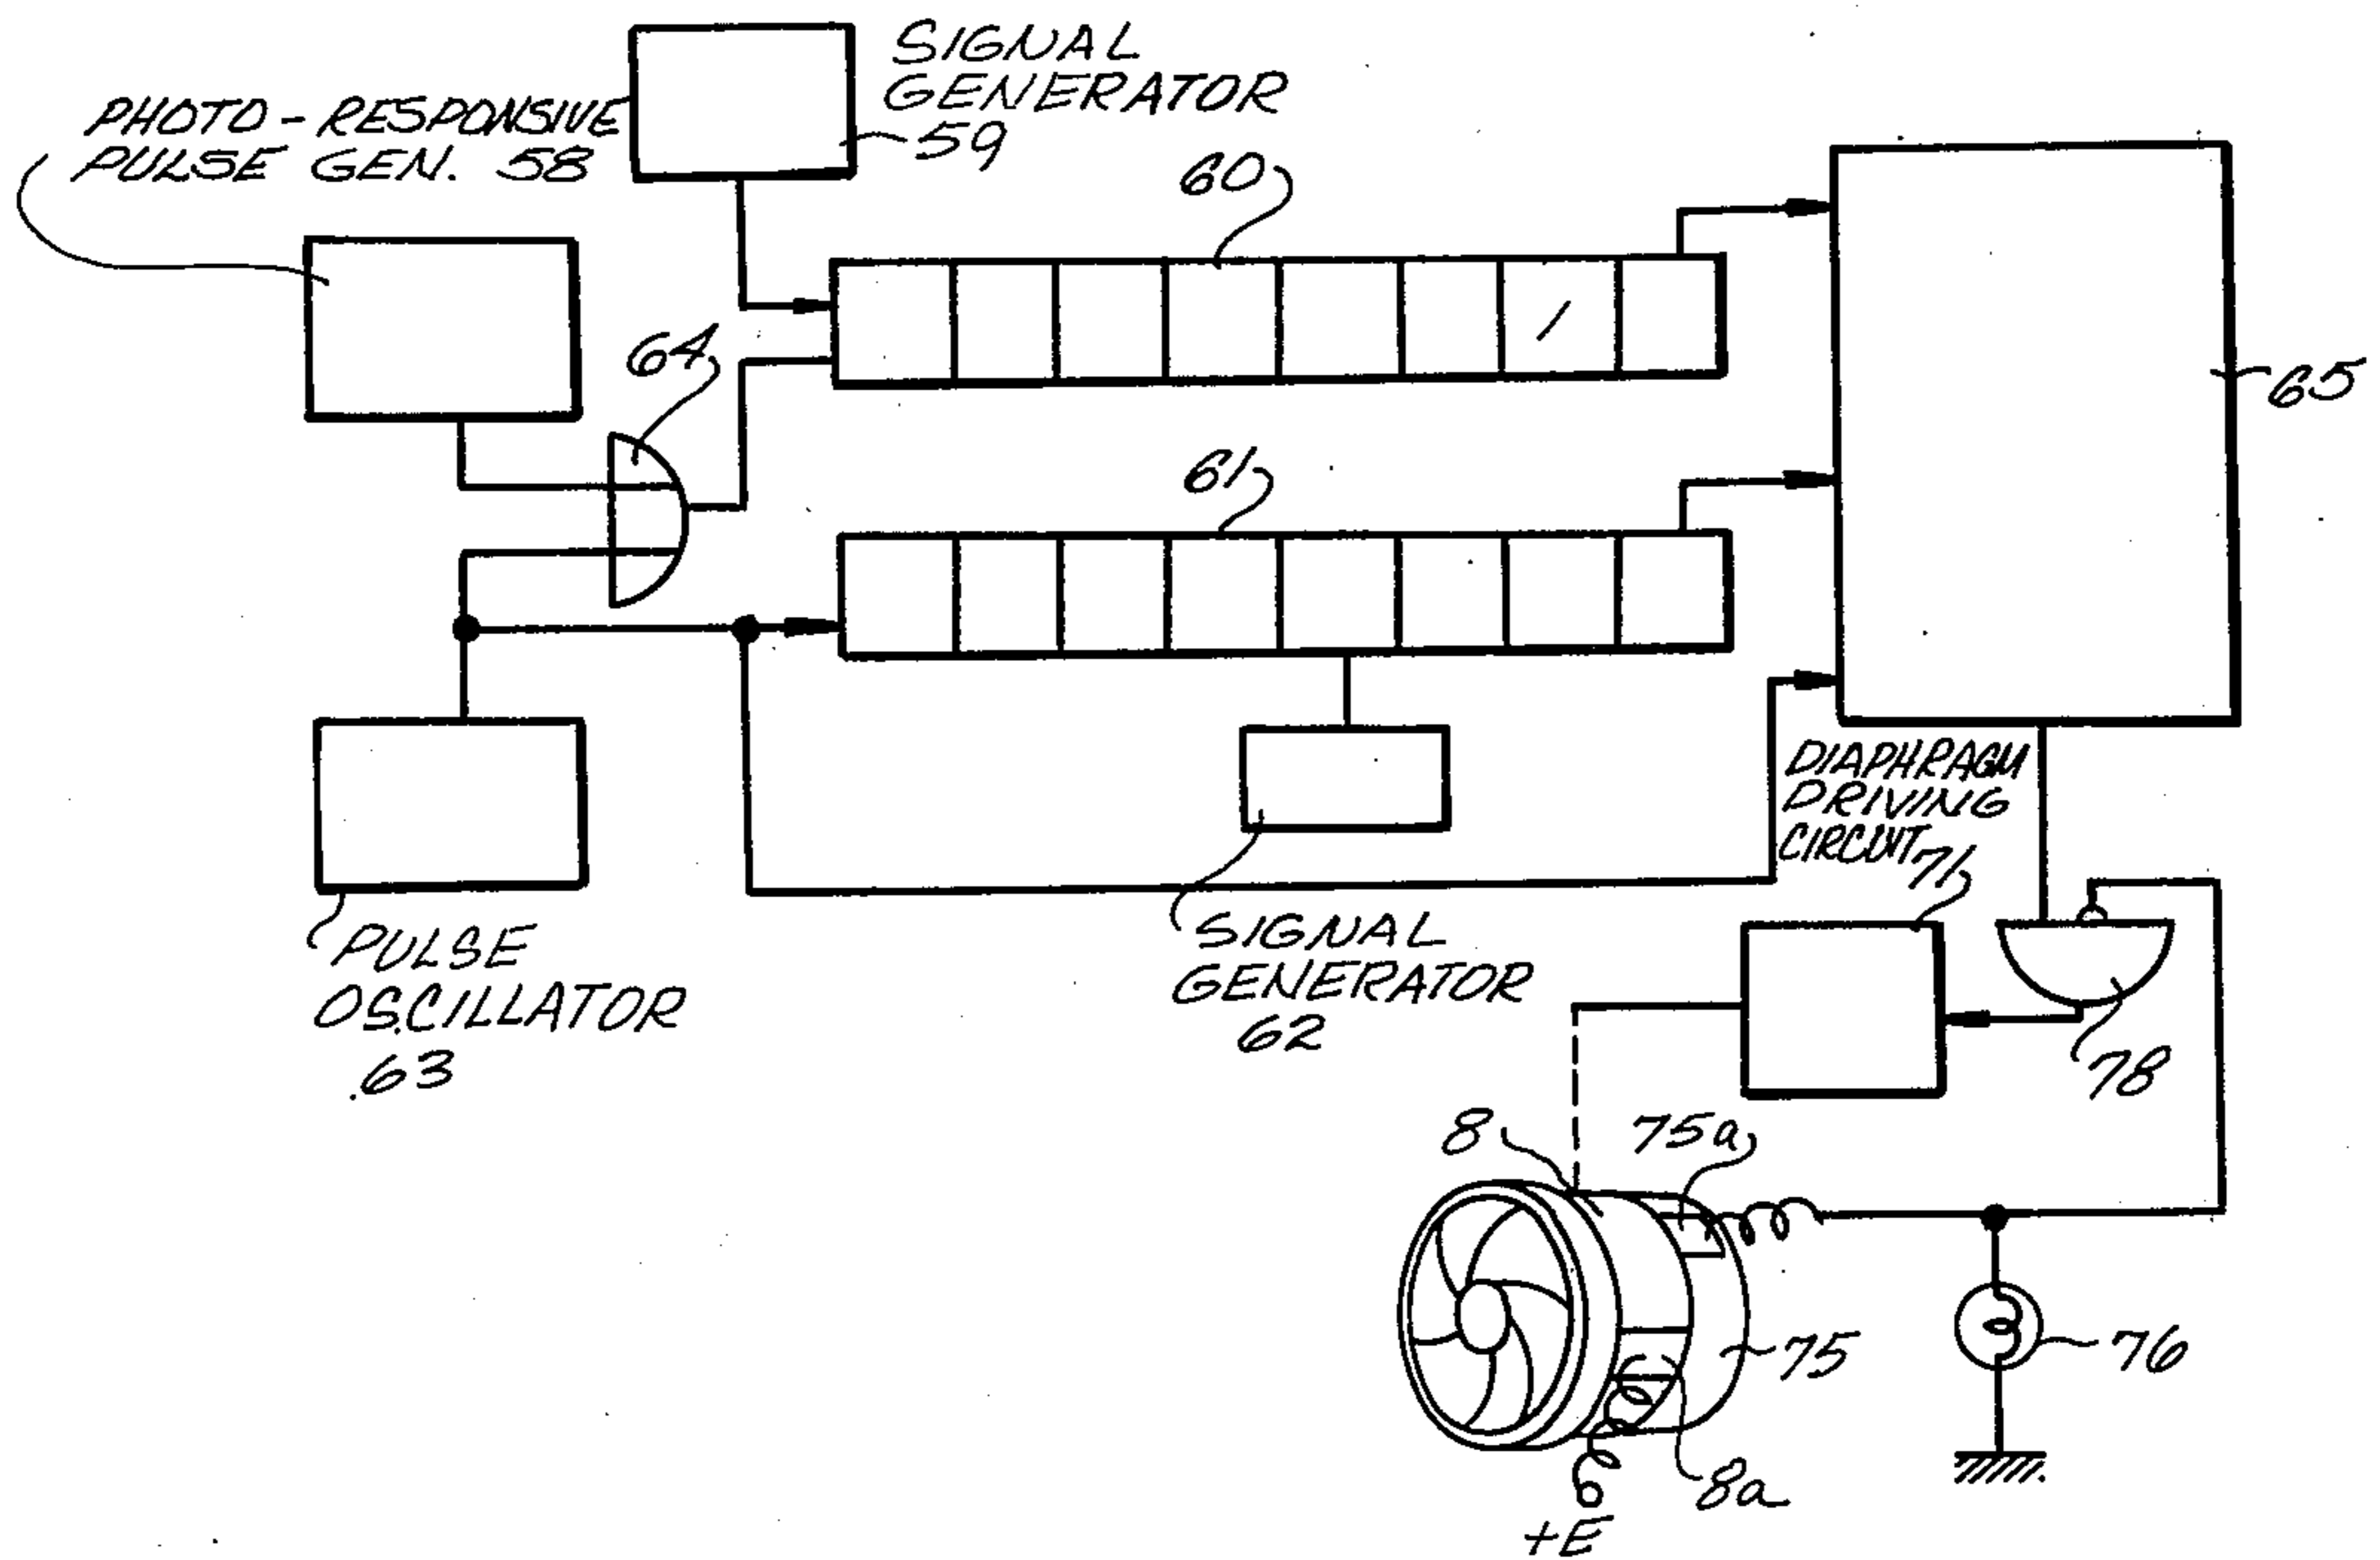 SIGNAL
GENERATOR
59
PHOTO-RESPONSIVE
PULSE GEN. 58
60
64
65
61
DIAPHRAGM
DRIVING
CIRCUIT
71
PULSE
OSCILLATOR
63
SIGNAL
GENERATOR
62
78
8
75a
75
76
8a
+E